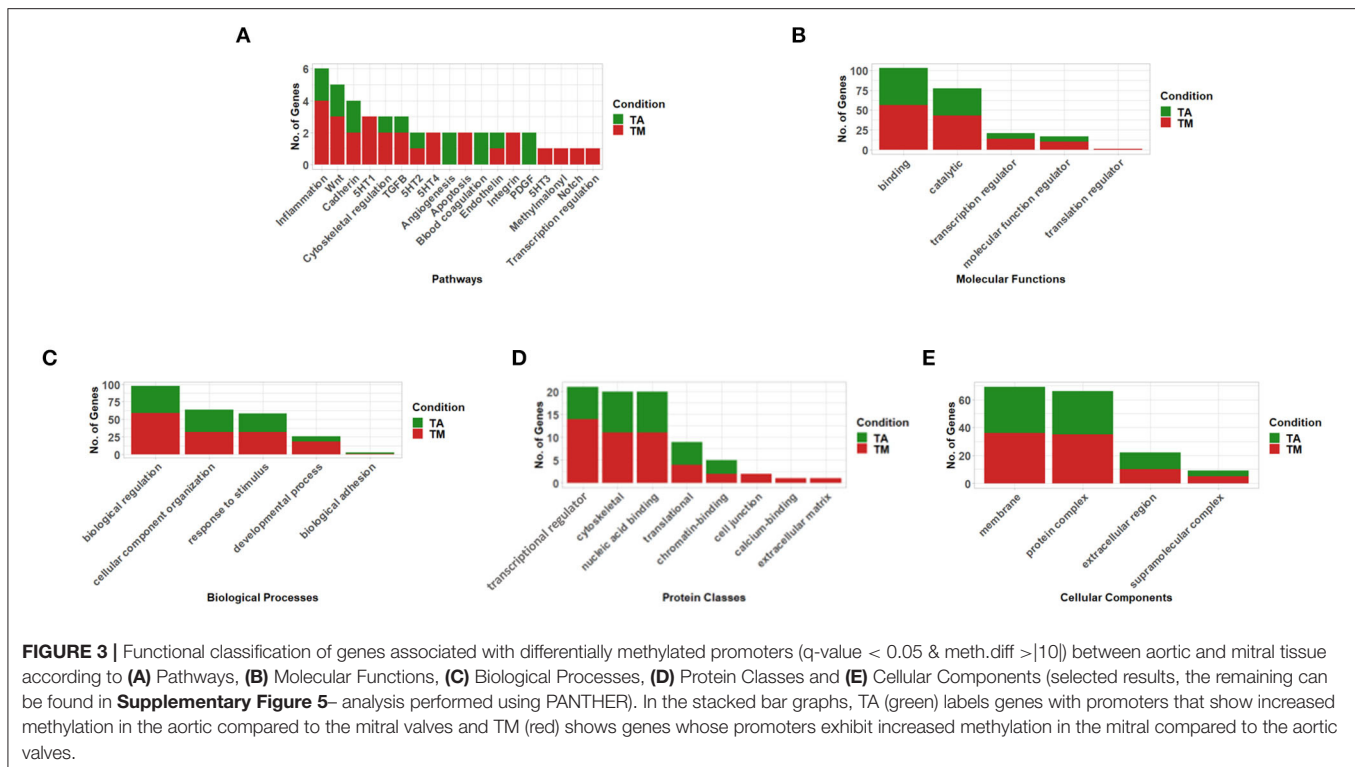 A
No. of Genes
6
4
2
0
Inflammation
Wnt
Cadherin
5HT1
Cytoskeletal regulation
TGFB
5HT2
5HT4
Angiogenesis
Apoptosis
Blood coagulation
Endothelin
Integrin
PDGF
5HT3
Methylmalonyl
Notch
Transcription regulation
Pathways
Condition
TA
TM
B
No. of Genes
100
75
50
25
0
binding
catalytic
transcription regulator
molecular function regulator
translation regulator
Molecular Functions
Condition
TA
TM
C
No. of Genes
100
75
50
25
0
biological regulation
cellular component organization
response to stimulus
developmental process
biological adhesion
Biological Processes
Condition
TA
TM
D
No. of Genes
20
15
10
5
0
transcriptional regulator
cytoskeletal
nucleic acid binding
translational
chromatin-binding
cell junction
calcium-binding
extracellular matrix
Protein Classes
Condition
TA
TM
E
No. of Genes
60
40
20
0
membrane
protein complex
extracellular region
supramolecular complex
Cellular Components
Condition
TA
TM
FIGURE 3 | Functional classification of genes associated with differentially methylated promoters (q-value < 0.05 & meth.diff >|10|) between aortic and mitral tissue
according to (A) Pathways, (B) Molecular Functions, (C) Biological Processes, (D) Protein Classes and (E) Cellular Components (selected results, the remaining can
be found in Supplementary Figure 5– analysis performed using PANTHER). In the stacked bar graphs, TA (green) labels genes with promoters that show increased
methylation in the aortic compared to the mitral valves and TM (red) shows genes whose promoters exhibit increased methylation in the mitral compared to the aortic
valves.